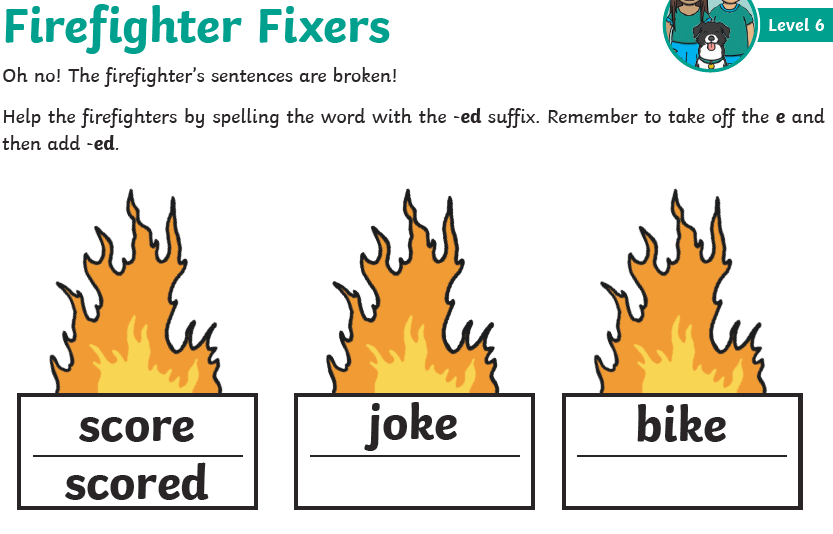 Firefighter Fixers
Level 6
Oh no! The firefighter's sentences are broken!
Help the firefighters by spelling the word with the -ed suffix. Remember to take off the e and
then add -ed.
score
joke
bike
scored